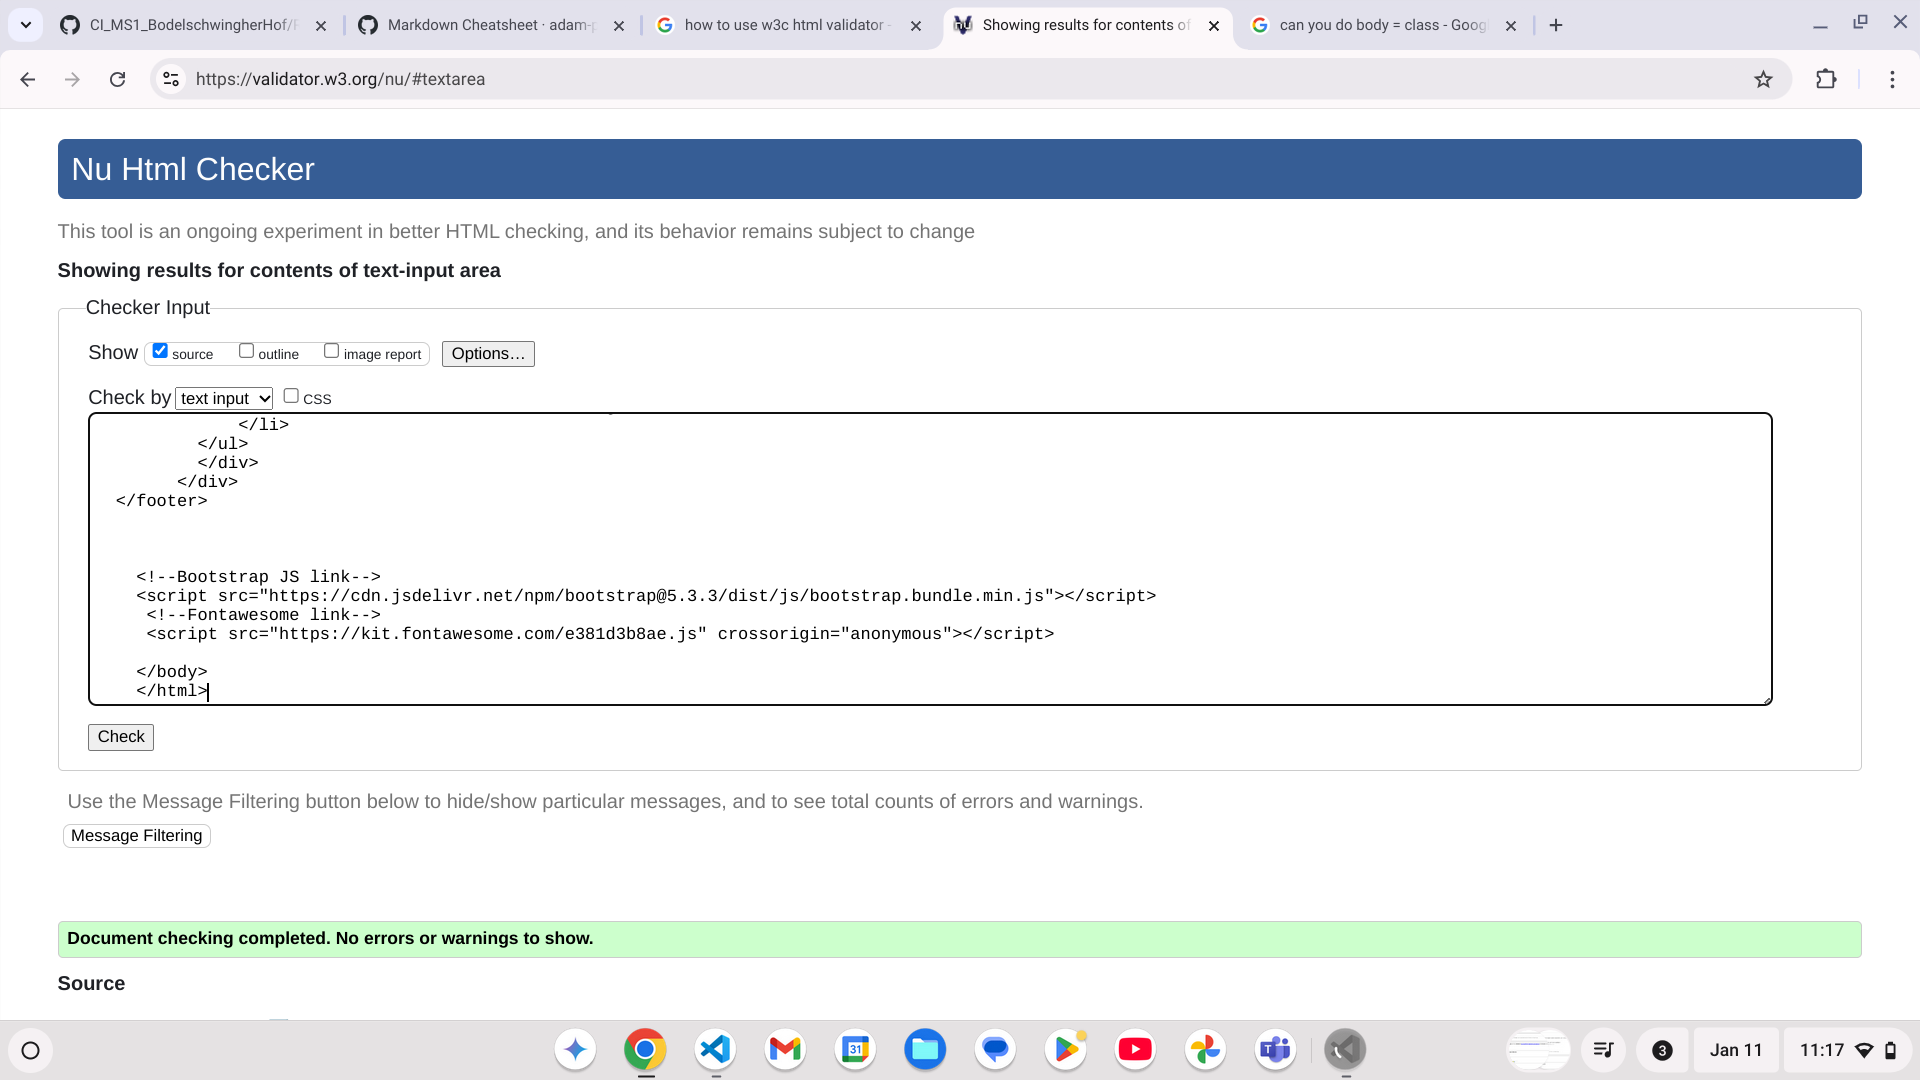 CI_MS1_BodelschwingherHof/
Markdown Cheatsheet · adam-p
how to use w3c html validator -
Showing results for contents of
can you do body = class - Goog
https://validator.w3.org/nu/#textarea
Nu Html Checker
This tool is an ongoing experiment in better HTML checking, and its behavior remains subject to change
Showing results for contents of text-input area
Checker Input
Show source outline image report Options...
Check by text input CSS
</li>
</ul>
</div>
</div>
</footer>
<!--Bootstrap JS link-->
<script src="https://cdn.jsdelivr.net/npm/bootstrap@5.3.3/dist/js/bootstrap.bundle.min.js"></script>
<!--Fontawesome link-->
<script src="https://kit.fontawesome.com/e381d3b8ae.js" crossorigin="anonymous"></script>
</body>
</html>
Check
Use the Message Filtering button below to hide/show particular messages, and to see total counts of errors and warnings.
Message Filtering
Document checking completed. No errors or warnings to show.
Source
31
3
Jan 11
11:17